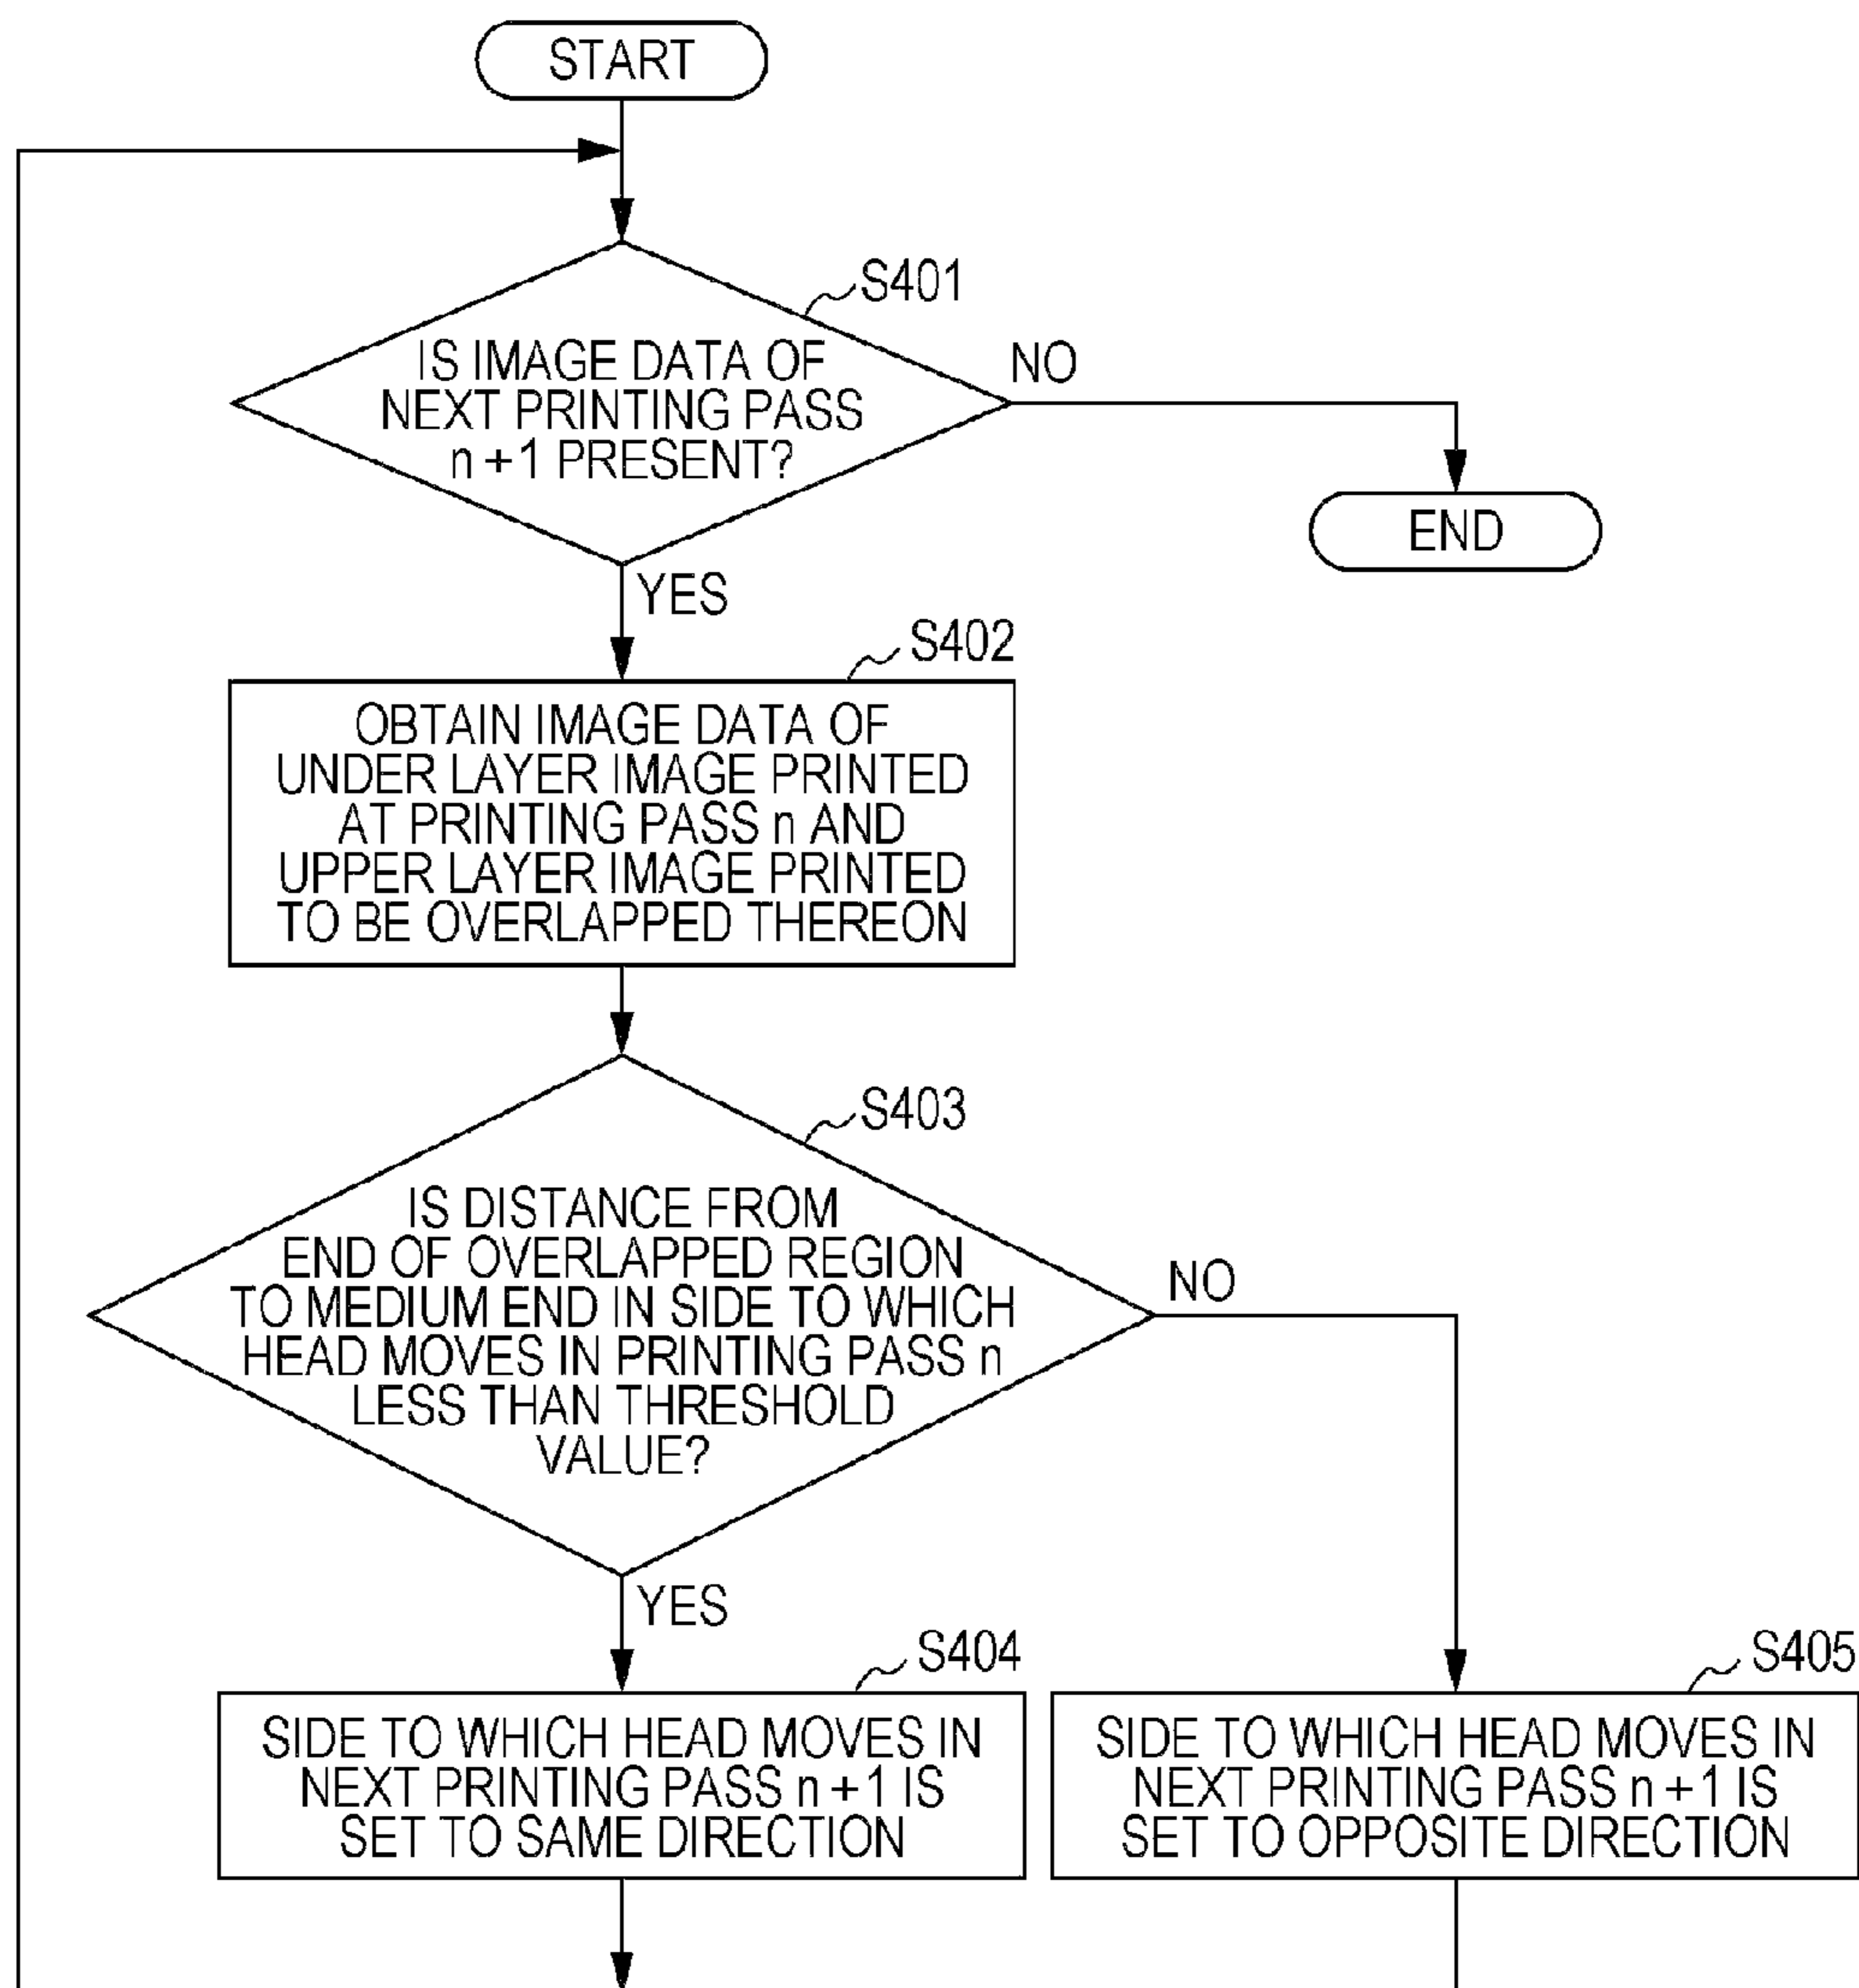 START
S401
IS IMAGE DATA OF
NEXT PRINTING PASS
n+1 PRESENT?
NO
END
YES
S402
OBTAIN IMAGE DATA OF
UNDER LAYER IMAGE PRINTED
AT PRINTING PASS n AND
UPPER LAYER IMAGE PRINTED
TO BE OVERLAPPED THEREON
S403
IS DISTANCE FROM
END OF OVERLAPPED REGION
TO MEDIUM END IN SIDE TO WHICH
HEAD MOVES IN PRINTING PASS n
LESS THAN THRESHOLD
VALUE?
NO
YES
S404
SIDE TO WHICH HEAD MOVES IN
NEXT PRINTING PASS n+1 IS
SET TO SAME DIRECTION
S405
SIDE TO WHICH HEAD MOVES IN
NEXT PRINTING PASS n+1 IS
SET TO OPPOSITE DIRECTION